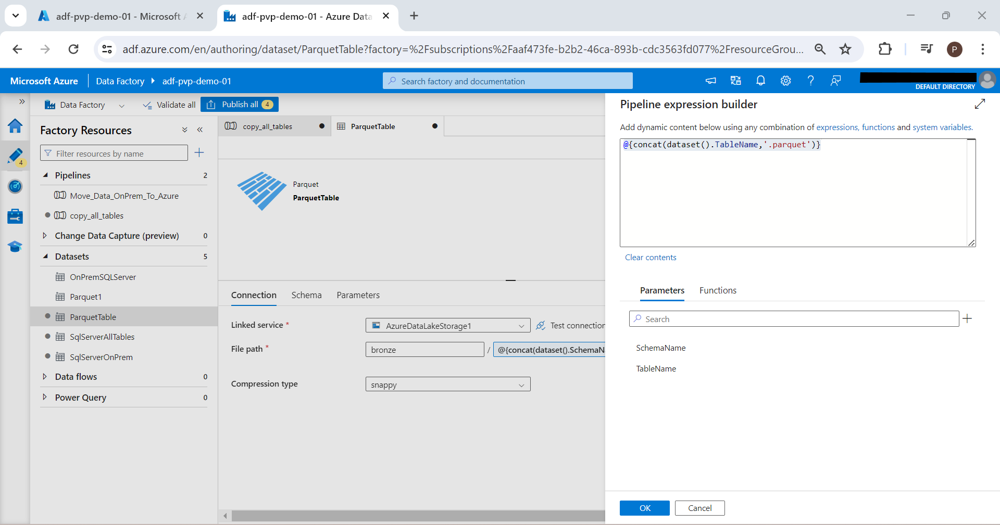 adf-pvp-demo-01 - Microsoft A
adf-pvp-demo-01 - Azure Data
adf.azure.com/en/authoring/dataset/ParquetTable?factory=%2Fsubscriptions%2Faaf473fe-b2b2-46ca-893b-cdc3563fd077%2FresourceGrou...
P
Microsoft Azure
Data Factory
adf-pvp-demo-01
Search factory and documentation
DEFAULT DIRECTORY
Data Factory
Validate all
Publish all 4
4
Factory Resources
Filter resources by name
Pipelines 2
Move_Data_OnPrem_To_Azure
copy_all_tables
Change Data Capture (preview) 0
Datasets 5
OnPremSQLServer
Parquet1
ParquetTable
SqlServerAllTables
SqlServerOnPrem
Data flows 0
Power Query 0
copy_all_tables
ParquetTable
Parquet
ParquetTable
Connection Schema Parameters
Linked service * AzureDataLakeStorage1 Test connection
File path * bronze / @{concat(dataset().SchemaN
Compression type snappy
Pipeline expression builder
Add dynamic content below using any combination of expressions, functions and system variables.
@{concat(dataset().TableName,'.parquet')}
Clear contents
Parameters Functions
Search
SchemaName
TableName
OK Cancel